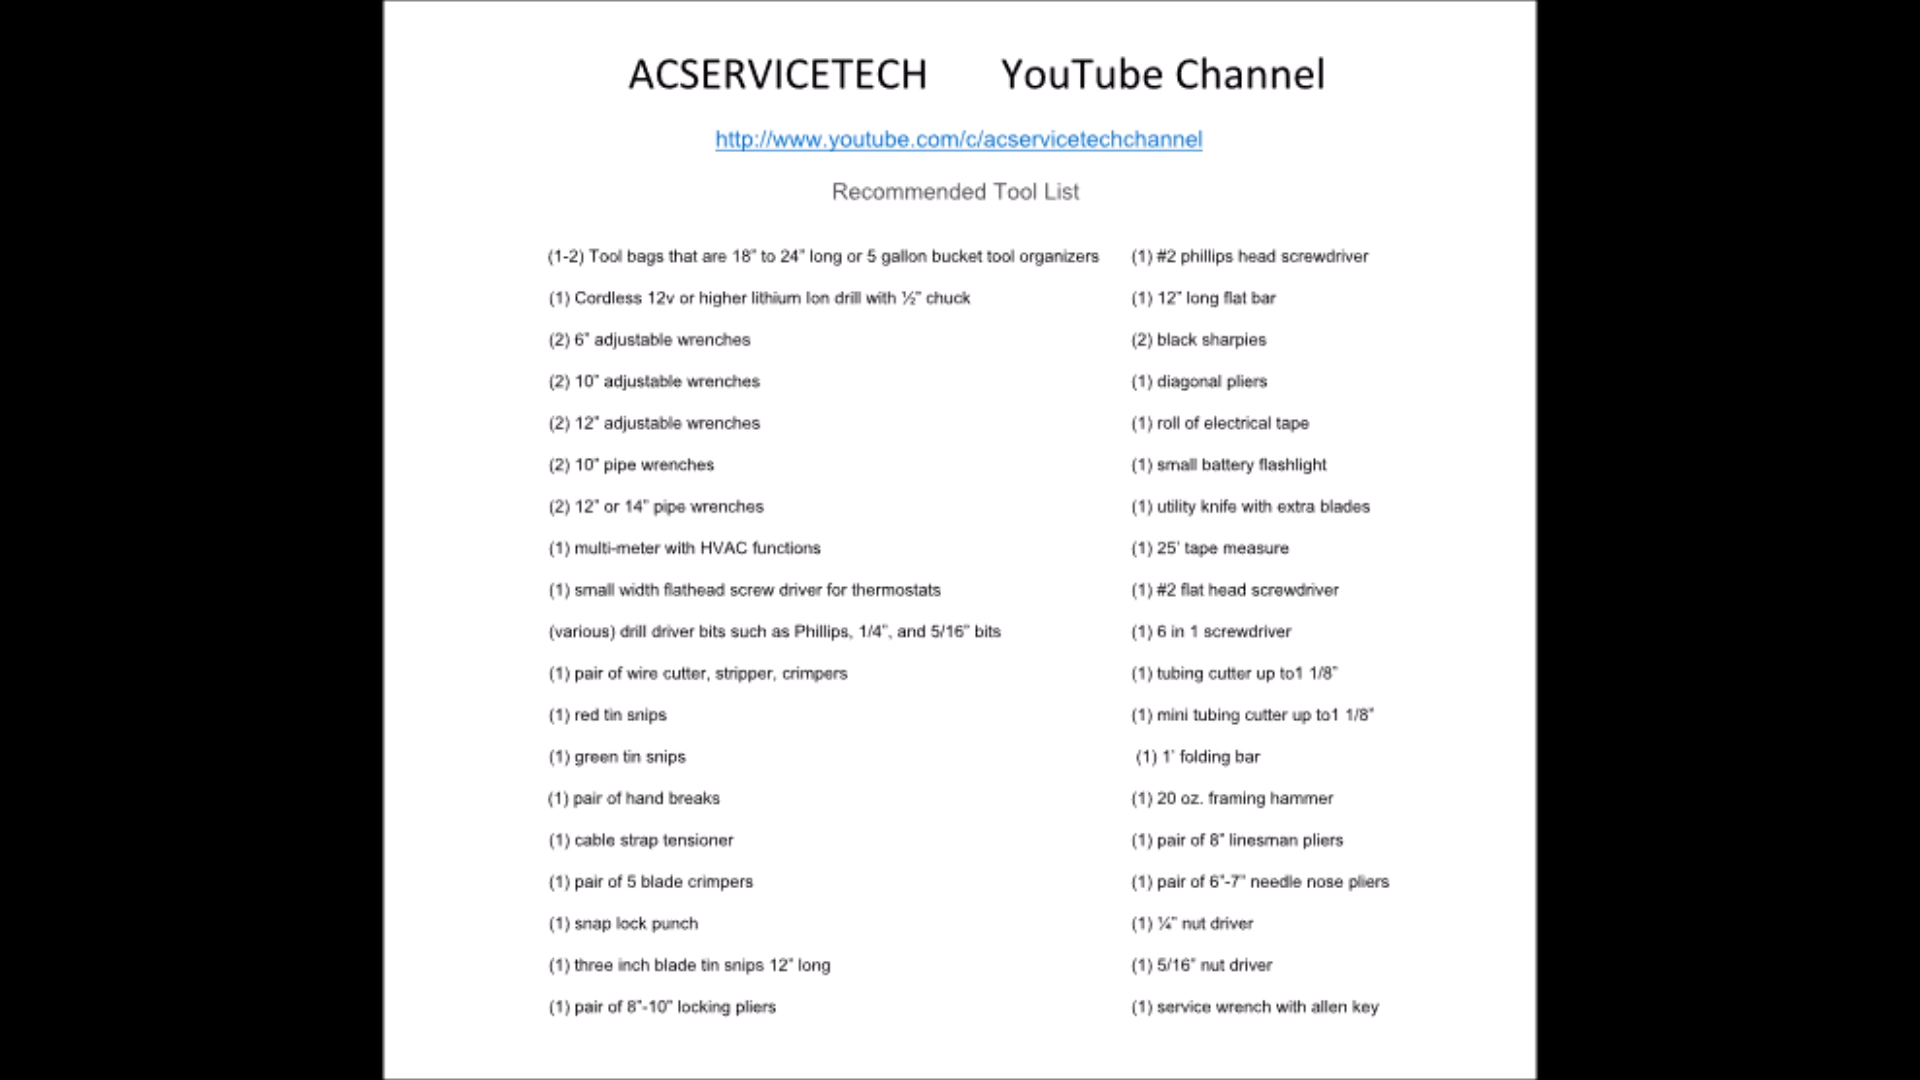 ACSERVICETECH YouTube Channel
http://www.youtube.com/c/acservicetechchannel
Recommended Tool List
(1-2) Tool bags that are 18” to 24” long or 5 gallon bucket tool organizers
(1) Cordless 12v or higher lithium Ion drill with ½” chuck
(2) 6” adjustable wrenches
(2) 10” adjustable wrenches
(2) 12” adjustable wrenches
(2) 10” pipe wrenches
(2) 12” or 14” pipe wrenches
(1) multi-meter with HVAC functions
(1) small width flathead screw driver for thermostats
(various) drill driver bits such as Phillips, 1/4”, and 5/16” bits
(1) pair of wire cutter, stripper, crimpers
(1) red tin snips
(1) green tin snips
(1) pair of hand breaks
(1) cable strap tensioner
(1) pair of 5 blade crimpers
(1) snap lock punch
(1) three inch blade tin snips 12” long
(1) pair of 8”-10” locking pliers
(1) #2 phillips head screwdriver
(1) 12” long flat bar
(2) black sharpies
(1) diagonal pliers
(1) roll of electrical tape
(1) small battery flashlight
(1) utility knife with extra blades
(1) 25’ tape measure
(1) #2 flat head screwdriver
(1) 6 in 1 screwdriver
(1) tubing cutter up to1 1/8”
(1) mini tubing cutter up to1 1/8”
(1) 1’ folding bar
(1) 20 oz. framing hammer
(1) pair of 8” linesman pliers
(1) pair of 6”-7” needle nose pliers
(1) ¼” nut driver
(1) 5/16” nut driver
(1) service wrench with allen key